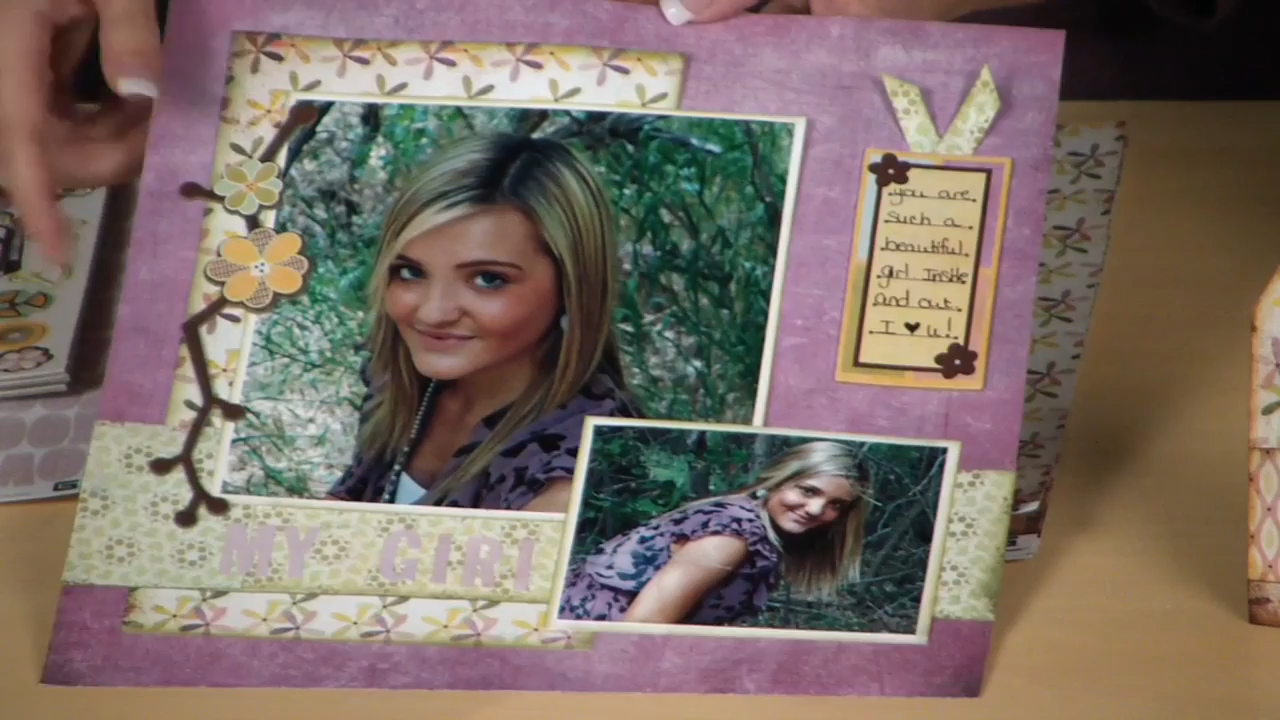 you are
such a
beautiful
girl Inside
and out.
I ♥ u!
MY GIRl